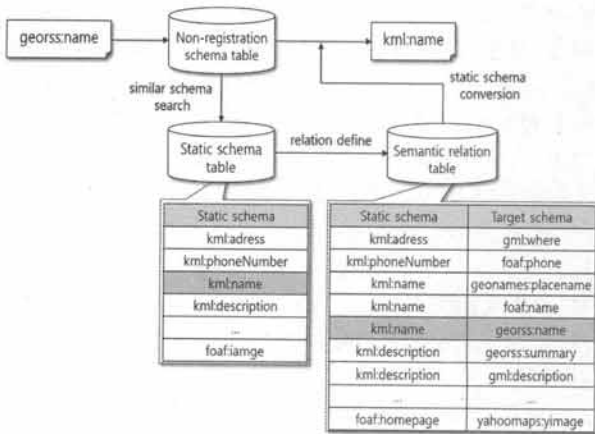 georss:name
Non-registration
schema table
kml:name
similar schema
search
static schema
conversion
Static schema
table
relation define
Semantic relation
table
Static schema
kml:adress
kml:phoneNumber
kml:name
kml:description
...
foaf:iamge
Static schema Target schema
kml:adress gml:where
kml:phoneNumber foaf:phone
kml:name geonames:placename
kml:name foaf:name
kml:name georss:name
kml:description georss:summary
kml:description gml:description
... ...
foaf:homepage yahoomaps:yimage